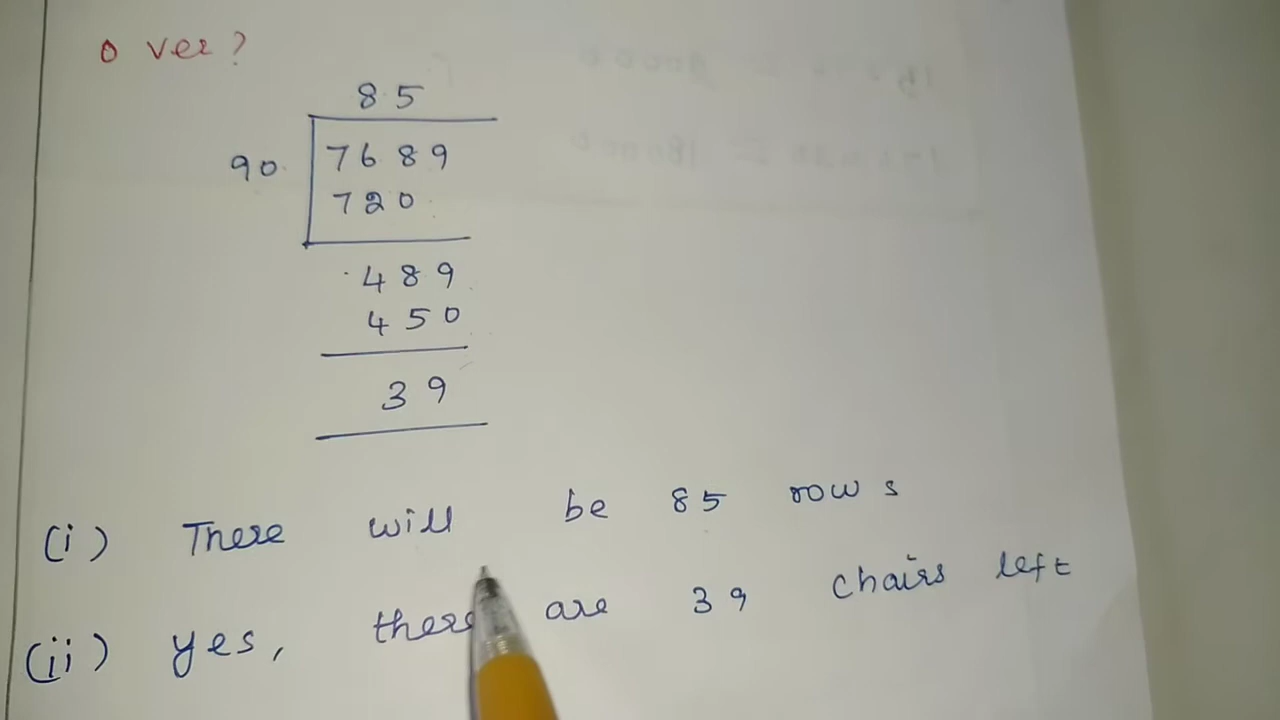 o ver?
85
90 7689
720
489
450
39
(i) There will be 85 rows
(ii) yes, there are 39 chairs left